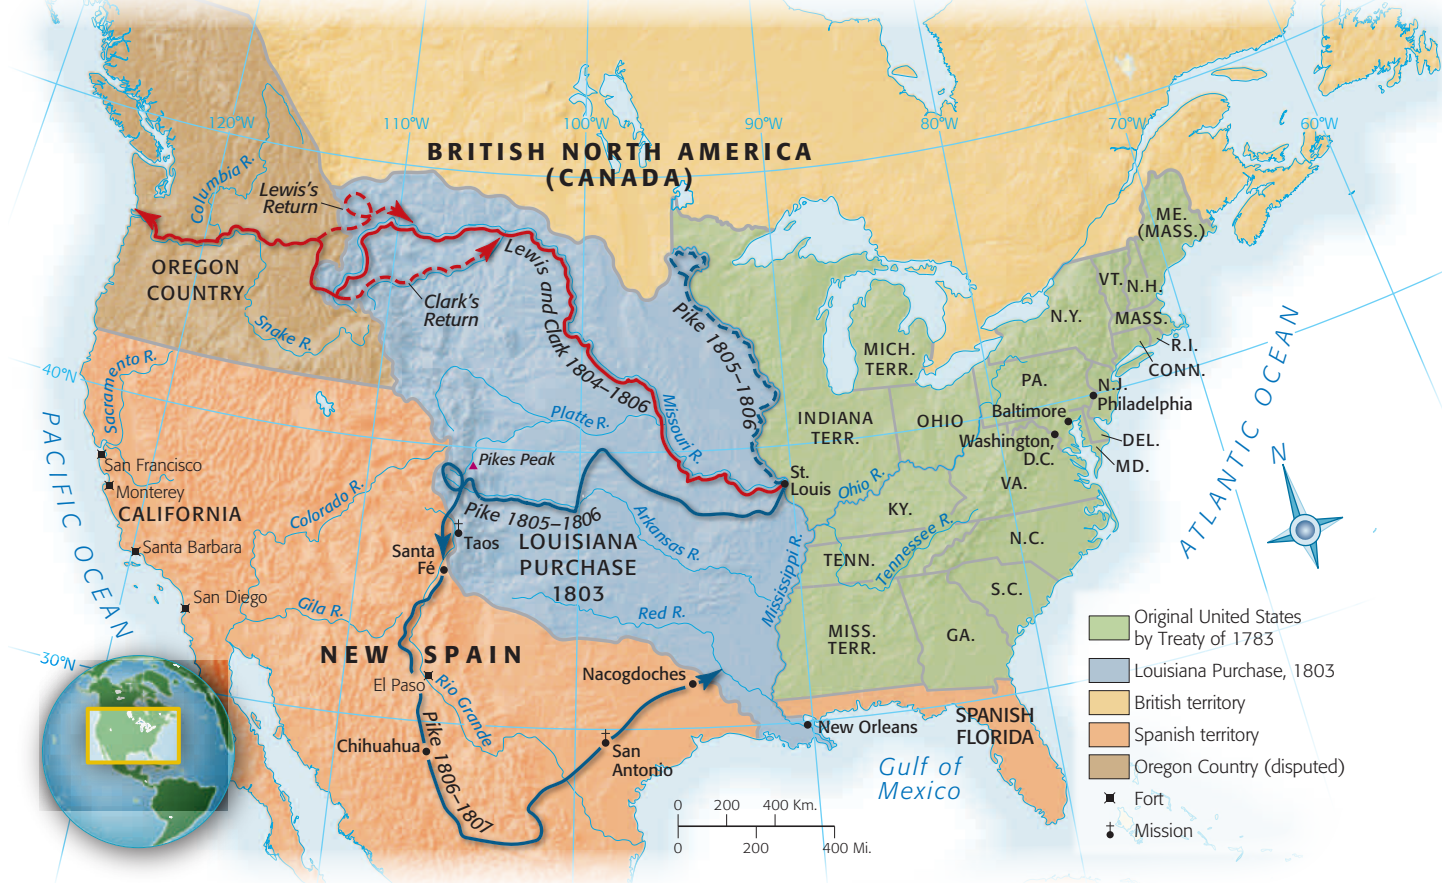 120°W
110°W
100°W
90°W
80°W
70°W
60°W
BRITISH NORTH AMERICA
(CANADA)
Columbia R.
Lewis's
Return
OREGON
COUNTRY
Clark's
Return
Snake R.
Lewis and Clark 1804–1806
Pike 1805–1806
ME.
(MASS.)
VT.
N.H.
N.Y.
MASS.
R.I.
CONN.
MICH.
TERR.
PA.
N.J.
Philadelphia
Baltimore
Washington,
D.C.
DEL.
MD.
INDIANA
TERR.
OHIO
VA.
40°N
Sacramento R.
PACIFIC OCEAN
ATLANTIC OCEAN
N
Platte R.
Missouri R.
Pikes Peak
St.
Louis
Ohio R.
KY.
San Francisco
Monterey
CALIFORNIA
Colorado R.
Santa Barbara
San Diego
Gila R.
Pike 1805–1806
Taos
Santa
Fé
LOUISIANA
PURCHASE
1803
Arkansas R.
Red R.
Mississippi R.
TENN.
Tennessee R.
N.C.
S.C.
MISS.
TERR.
GA.
30°N
NEW SPAIN
El Paso
Rio Grande
Nacogdoches
Chihuahua
Pike 1806–1807
San
Antonio
New Orleans
SPANISH
FLORIDA
Gulf of
Mexico
0 200 400 Km.
0 200 400 Mi.
Original United States
by Treaty of 1783
Louisiana Purchase, 1803
British territory
Spanish territory
Oregon Country (disputed)
Fort
Mission